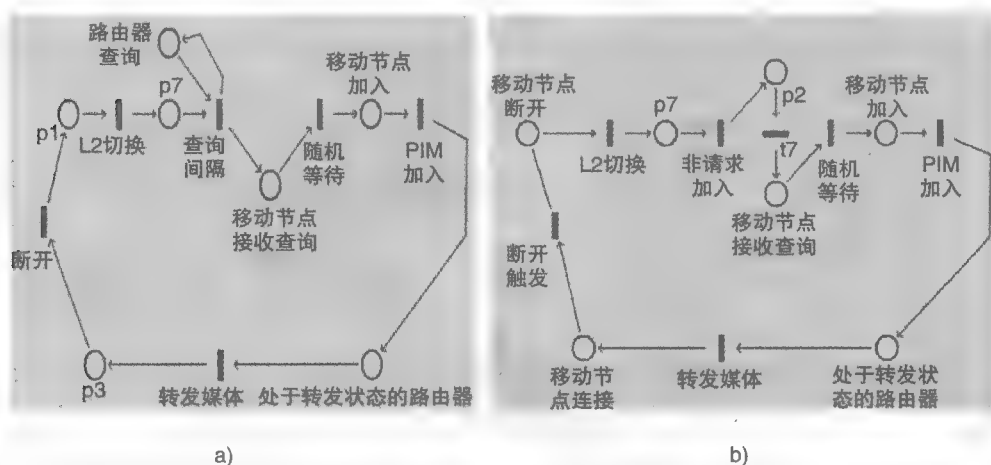 路由器
查询
p7
p1
L2切换
查询
间隔
移动节点
加入
随机
等待
PIM
加入
移动节点
接收查询
断开
p3
转发媒体
处于转发状态的路由器
a)
移动节点
断开
p7
p2
移动节点
加入
L2切换
非请求
加入
t7
随机
等待
PIM
加入
移动节点
接收查询
断开
触发
移动节
点连接
转发媒体
处于转发状
态的路由器
b)